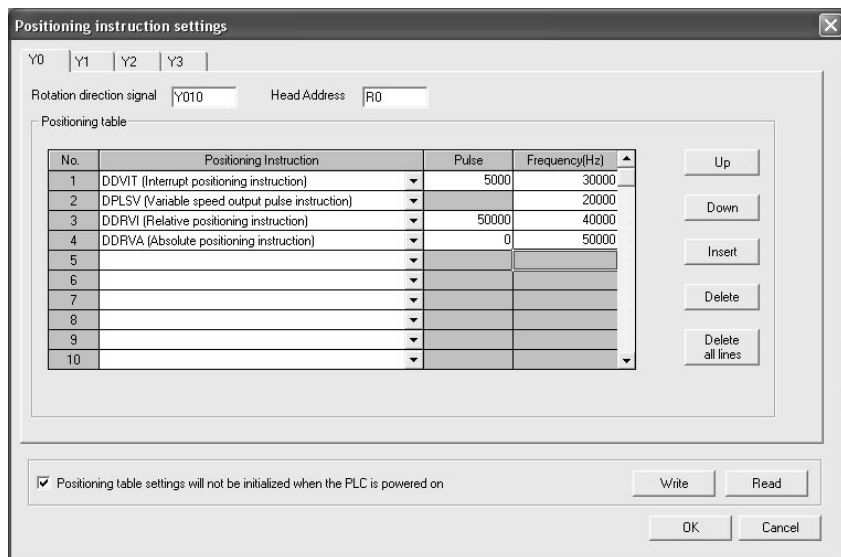 Positioning instruction settings
Y0 Y1 Y2 Y3
Rotation direction signal Y010 Head Address R0
Positioning table
No. Positioning Instruction Pulse Frequency(Hz)
1 DDVIT (Interrupt positioning instruction) 5000 30000
2 DPLSV (Variable speed output pulse instruction) 20000
3 DDRVI (Relative positioning instruction) 50000 40000
4 DDRVA (Absolute positioning instruction) 0 50000
5
6
7
8
9
10
Up
Down
Insert
Delete
Delete
all lines
Positioning table settings will not be initialized when the PLC is powered on Write Read
OK Cancel